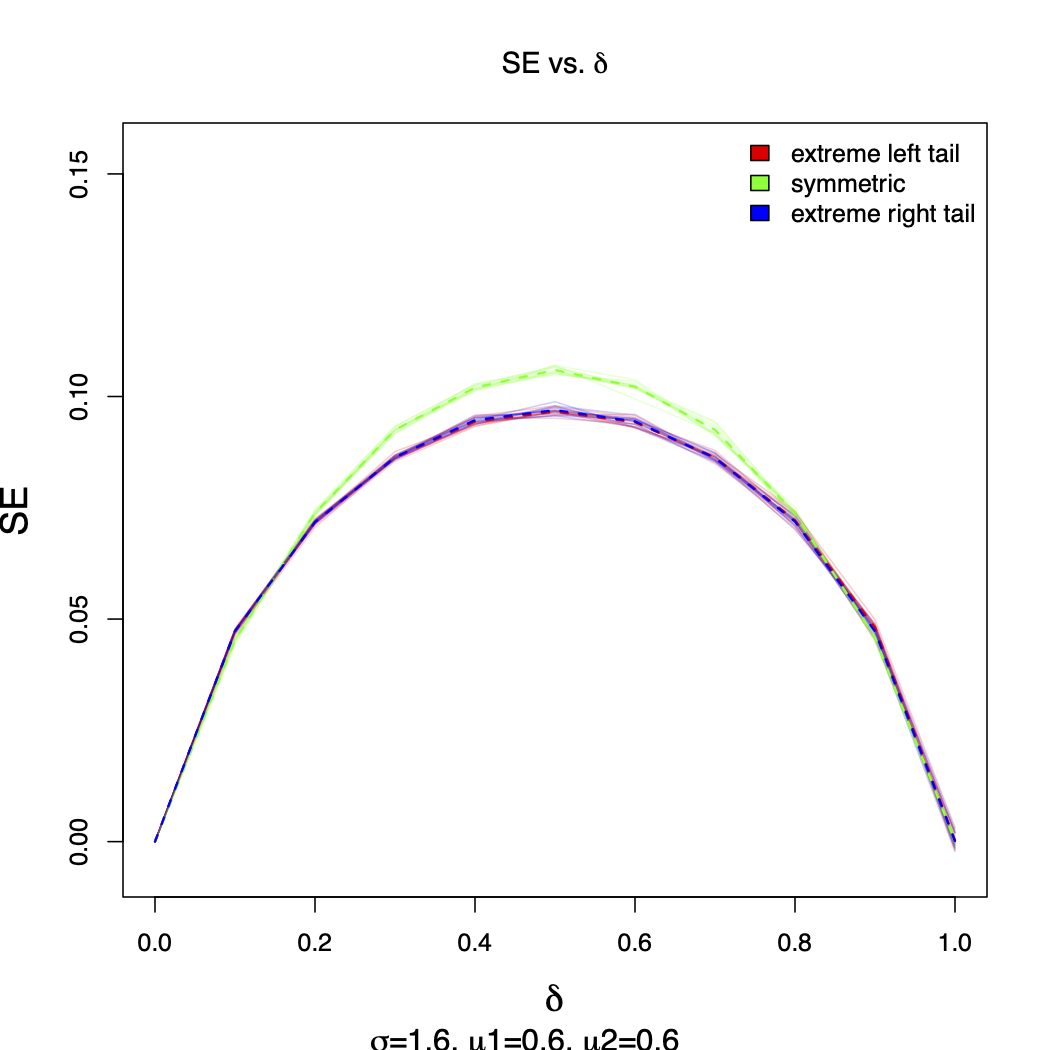 SE vs. δ
extreme left tail
symmetric
extreme right tail
SE
0.15
0.10
0.05
0.00
0.0 0.2 0.4 0.6 0.8 1.0
δ
σ=1.6, μ1=0.6, μ2=0.6